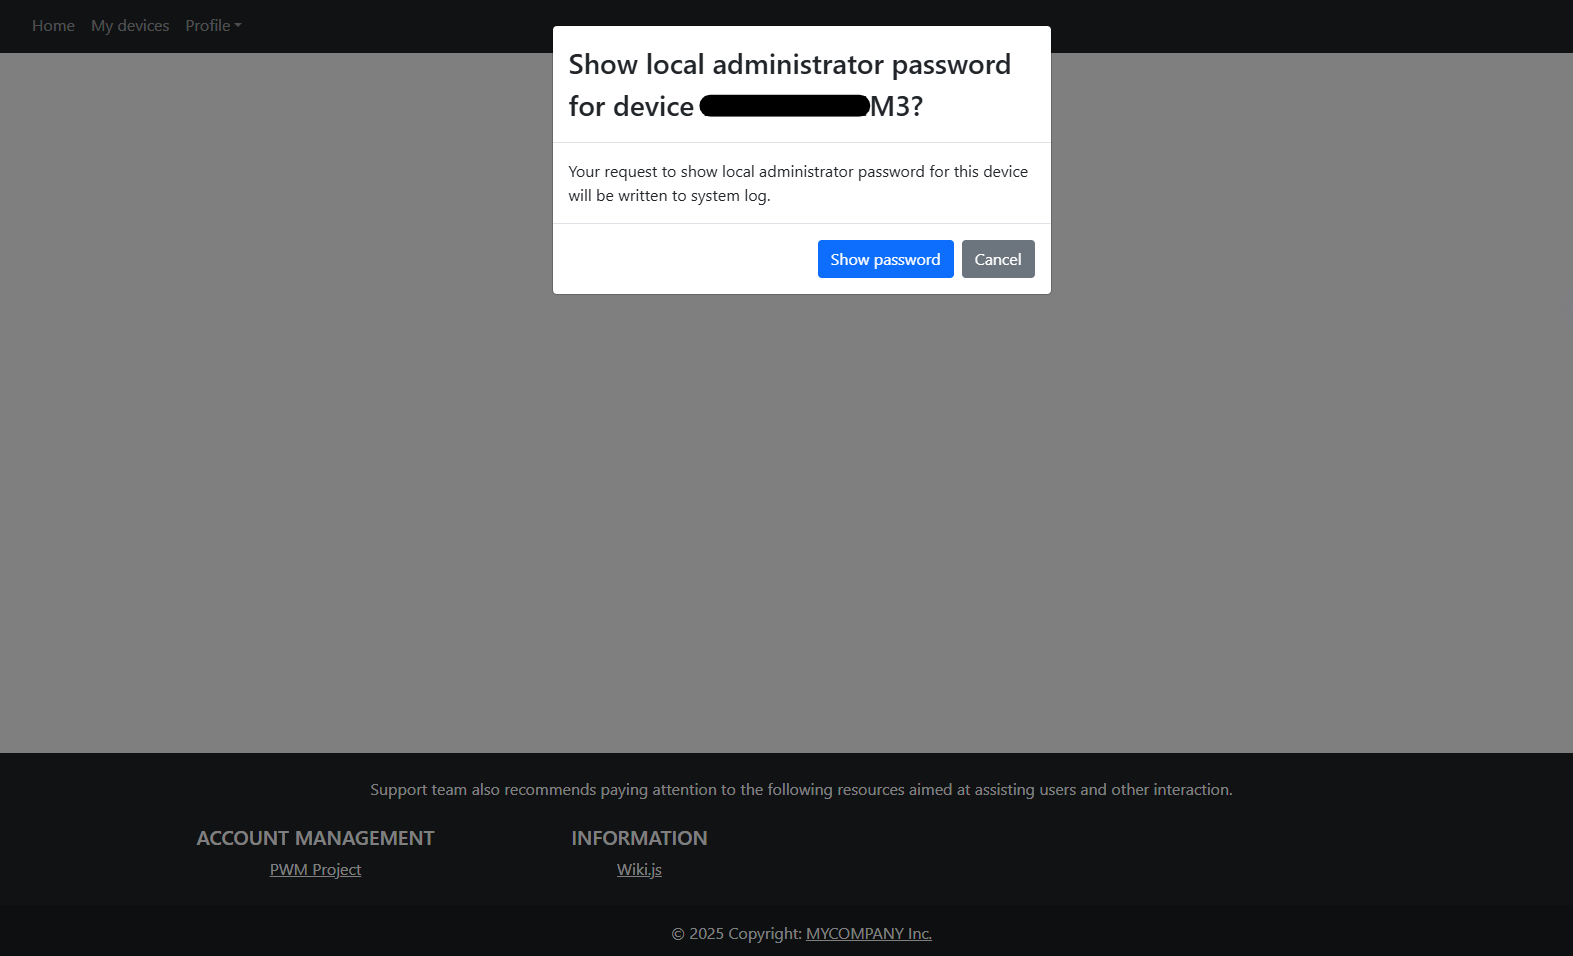 Home My devices Profile
Show local administrator password
for device M3?
Your request to show local administrator password for this device
will be written to system log.
Show password Cancel
Support team also recommends paying attention to the following resources aimed at assisting users and other interaction.
ACCOUNT MANAGEMENT INFORMATION
PWM Project Wiki.js
© 2025 Copyright: MYCOMPANY Inc.